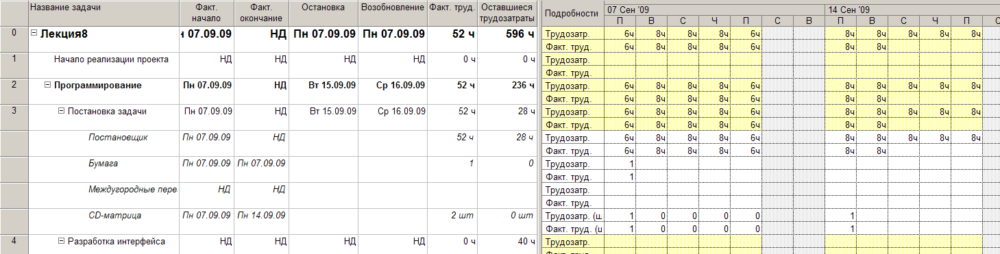 Название задачи Факт. начало Факт. окончание Остановка Возобновление Факт. труд. Оставшиеся трудозатраты Подробности 07 Сен '09 14 Сен '09
П В С Ч П С В П В С Ч П С
0 Лекция8 07.09.09 НД Пн 07.09.09 Пн 07.09.09 52 ч 596 ч Трудозатр. 6ч 8ч 8ч 8ч 6ч 8ч 8ч 8ч 8ч 8ч
Факт. труд. 6ч 8ч 8ч 8ч 6ч 8ч 8ч
1 Начало реализации проекта НД НД НД НД 0 ч 0 ч Трудозатр.
Факт. труд.
2 Программирование Пн 07.09.09 НД Вт 15.09.09 Ср 16.09.09 52 ч 236 ч Трудозатр. 6ч 8ч 8ч 8ч 6ч 8ч 8ч 8ч 8ч 8ч
Факт. труд. 6ч 8ч 8ч 8ч 6ч 8ч 8ч
3 Постановка задачи Пн 07.09.09 НД Вт 15.09.09 Ср 16.09.09 52 ч 28 ч Трудозатр. 6ч 8ч 8ч 8ч 6ч 8ч 8ч 8ч 8ч 8ч
Факт. труд. 6ч 8ч 8ч 8ч 6ч 8ч 8ч
Постановщик Пн 07.09.09 НД 52 ч 28 ч Трудозатр. 6ч 8ч 8ч 8ч 6ч 8ч 8ч 8ч 8ч 8ч
Факт. труд. 6ч 8ч 8ч 8ч 6ч 8ч 8ч
Бумага Пн 07.09.09 Пн 07.09.09 1 0 Трудозатр. 1
Факт. труд. 1
Междугородные пере НД НД Трудозатр.
Факт. труд.
CD-матрица Пн 07.09.09 Пн 14.09.09 2 шт 0 шт Трудозатр. (ш 1 0 0 0 0 1
Факт. труд. (ш 1 0 0 0 0 1
4 Разработка интерфейса НД НД НД НД 0 ч 40 ч Трудозатр.